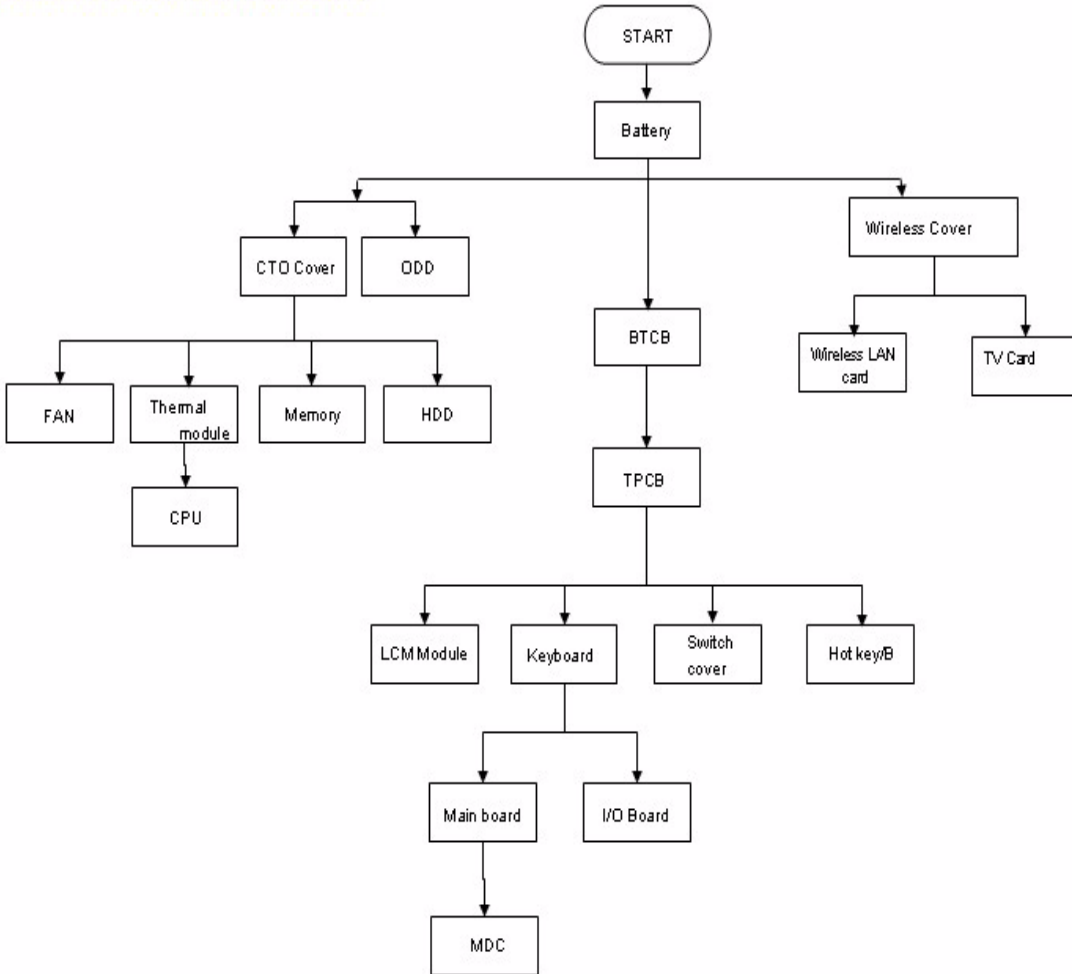 START
Battery
Wireless Cover
CTO Cover
ODD
BTCB
Wireless LAN
card
TV Card
FAN
Thermal
module
Memory
HDD
TPCB
CPU
LCM Module
Keyboard
Switch
cover
Hot key/B
Main board
I/O Board
MDC